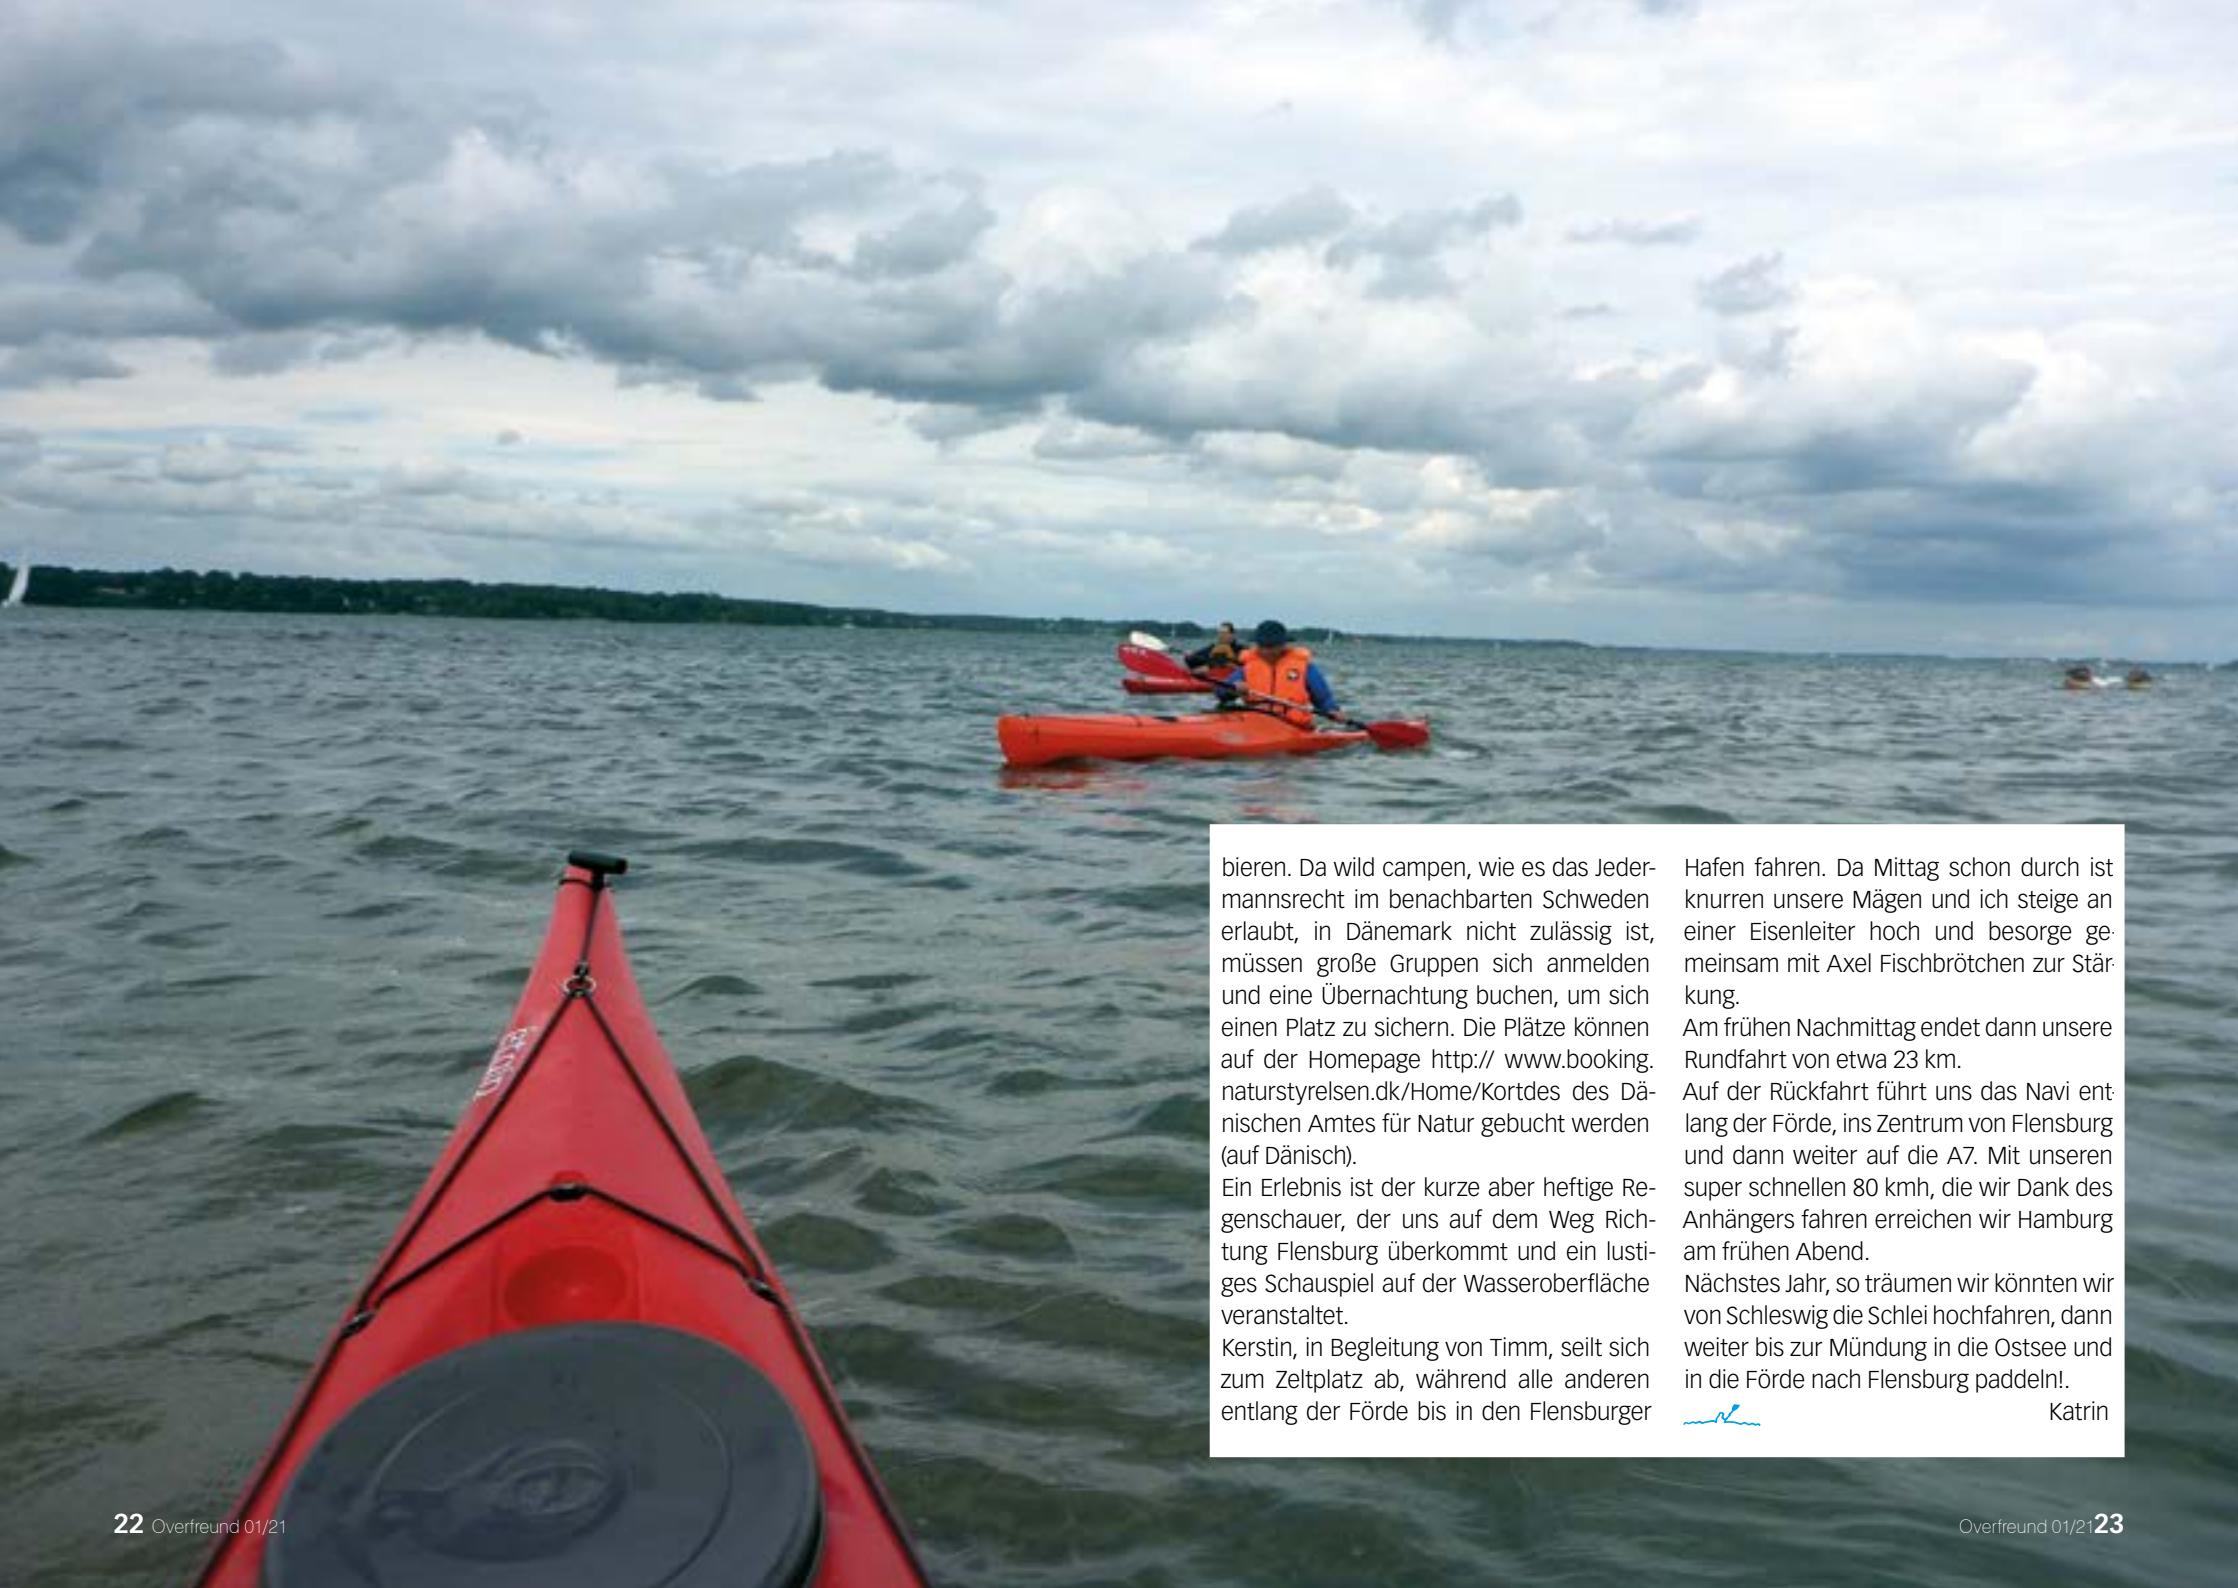 bieren. Da wild campen, wie es das Jeder-
mannsrecht im benachbarten Schweden
erlaubt, in Dänemark nicht zulässig ist,
müssen große Gruppen sich anmelden
und eine Übernachtung buchen, um sich
einen Platz zu sichern. Die Plätze können
auf der Homepage http:// www.booking.
naturstyrelsen.dk/Home/Kortdes des Dä-
nischen Amtes für Natur gebucht werden
(auf Dänisch).
Ein Erlebnis ist der kurze aber heftige Re-
genschauer, der uns auf dem Weg Rich-
tung Flensburg überkommt und ein lusti-
ges Schauspiel auf der Wasseroberfläche
veranstaltet.
Kerstin, in Begleitung von Timm, seilt sich
zum Zeltplatz ab, während alle anderen
entlang der Förde bis in den Flensburger
Hafen fahren. Da Mittag schon durch ist
knurren unsere Mägen und ich steige an
einer Eisenleiter hoch und besorge ge-
meinsam mit Axel Fischbrötchen zur Stär-
kung.
Am frühen Nachmittag endet dann unsere
Rundfahrt von etwa 23 km.
Auf der Rückfahrt führt uns das Navi ent-
lang der Förde, ins Zentrum von Flensburg
und dann weiter auf die A7. Mit unseren
super schnellen 80 kmh, die wir Dank des
Anhängers fahren erreichen wir Hamburg
am frühen Abend.
Nächstes Jahr, so träumen wir könnten wir
von Schleswig die Schlei hochfahren, dann
weiter bis zur Mündung in die Ostsee und
in die Förde nach Flensburg paddeln!.
Katrin
22 Overfreund 01/21
Overfreund 01/21 23